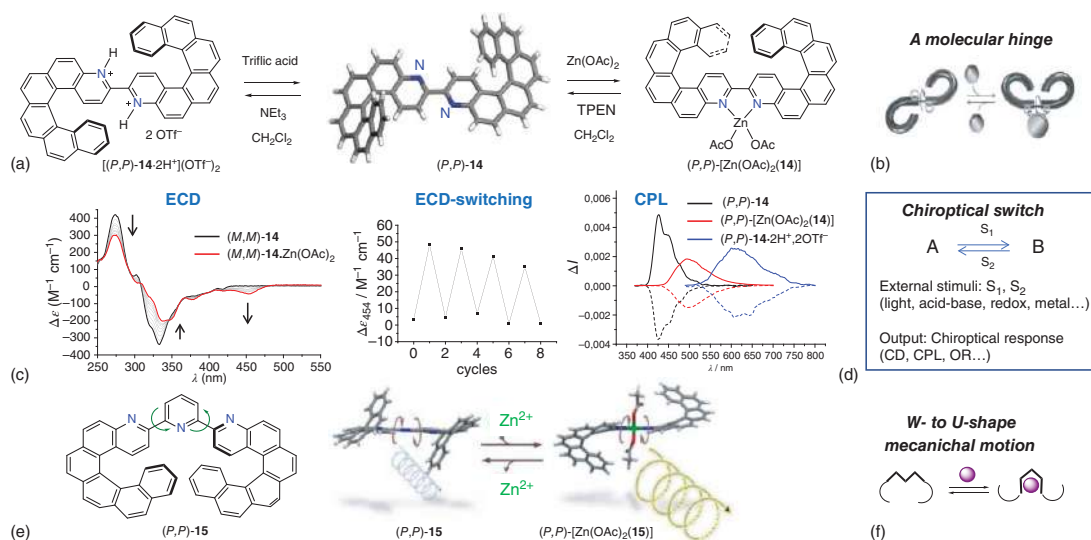 H
N
+
N
+
H
2 OTf⁻
(a)
[(P,P)-14·2H⁺](OTf⁻)₂
Triflic acid
NEt₃
CH₂Cl₂
N
N
(P,P)-14
Zn(OAc)₂
TPEN
CH₂Cl₂
N N
Zn
AcO OAc
(P,P)-[Zn(OAc)₂(14)]
A molecular hinge
(b)
ECD
400
300
200
100
0
−100
−200
−300
−400
Δε (M⁻¹ cm⁻¹)
(M,M)-14
(M,M)-14.Zn(OAc)₂
250 300 350 400 450 500 550
λ (nm)
(c)
ECD-switching
60
50
40
30
20
10
0
−10
Δε₄₅₄ / M⁻¹ cm⁻¹
0 2 4 6 8
cycles
CPL
0,006
0,004
0,002
0,000
−0,002
−0,004
ΔI
(P,P)-14
(P,P)-[Zn(OAc)₂(14)]
(P,P)-14·2H⁺,2OTf⁻
350 400 450 500 550 600 650 700 750 800
λ / nm
(d)
Chiroptical switch
A S₁ B
S₂
External stimuli: S₁, S₂
(light, acid-base, redox, metal...)
Output: Chiroptical response
(CD, CPL, OR...)
N N N
(e)
(P,P)-15
Zn²⁺
Zn²⁺
(P,P)-15
(P,P)-[Zn(OAc)₂(15)]
W- to U-shape
mecanichal motion
(f)